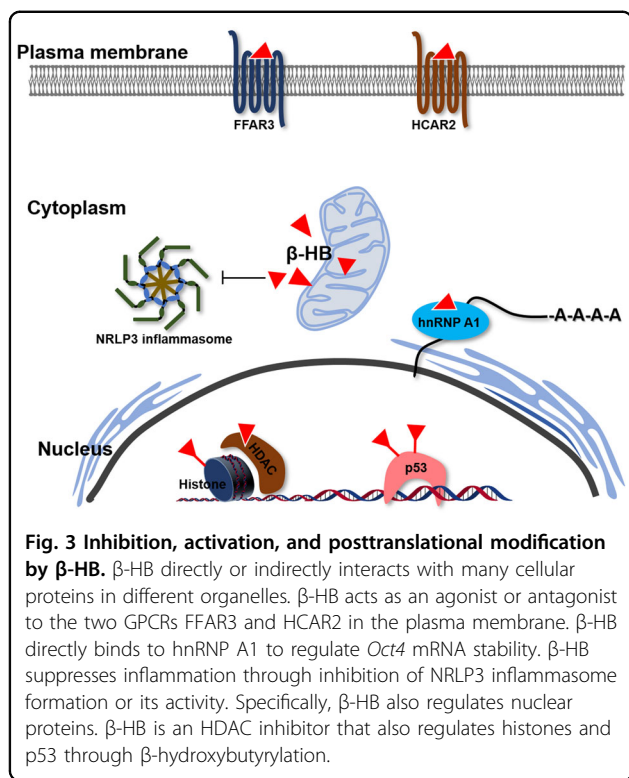 Plasma membrane
FFAR3
HCAR2
Cytoplasm
β-HB
NRLP3 inflammasome
hnRNP A1
-A-A-A-A
Nucleus
HDAC
Histone
p53
Fig. 3 Inhibition, activation, and posttranslational modification
by β-HB. β-HB directly or indirectly interacts with many cellular
proteins in different organelles. β-HB acts as an agonist or antagonist
to the two GPCRs FFAR3 and HCAR2 in the plasma membrane. β-HB
directly binds to hnRNP A1 to regulate Oct4 mRNA stability. β-HB
suppresses inflammation through inhibition of NRLP3 inflammasome
formation or its activity. Specifically, β-HB also regulates nuclear
proteins. β-HB is an HDAC inhibitor that also regulates histones and
p53 through β-hydroxybutyrylation.